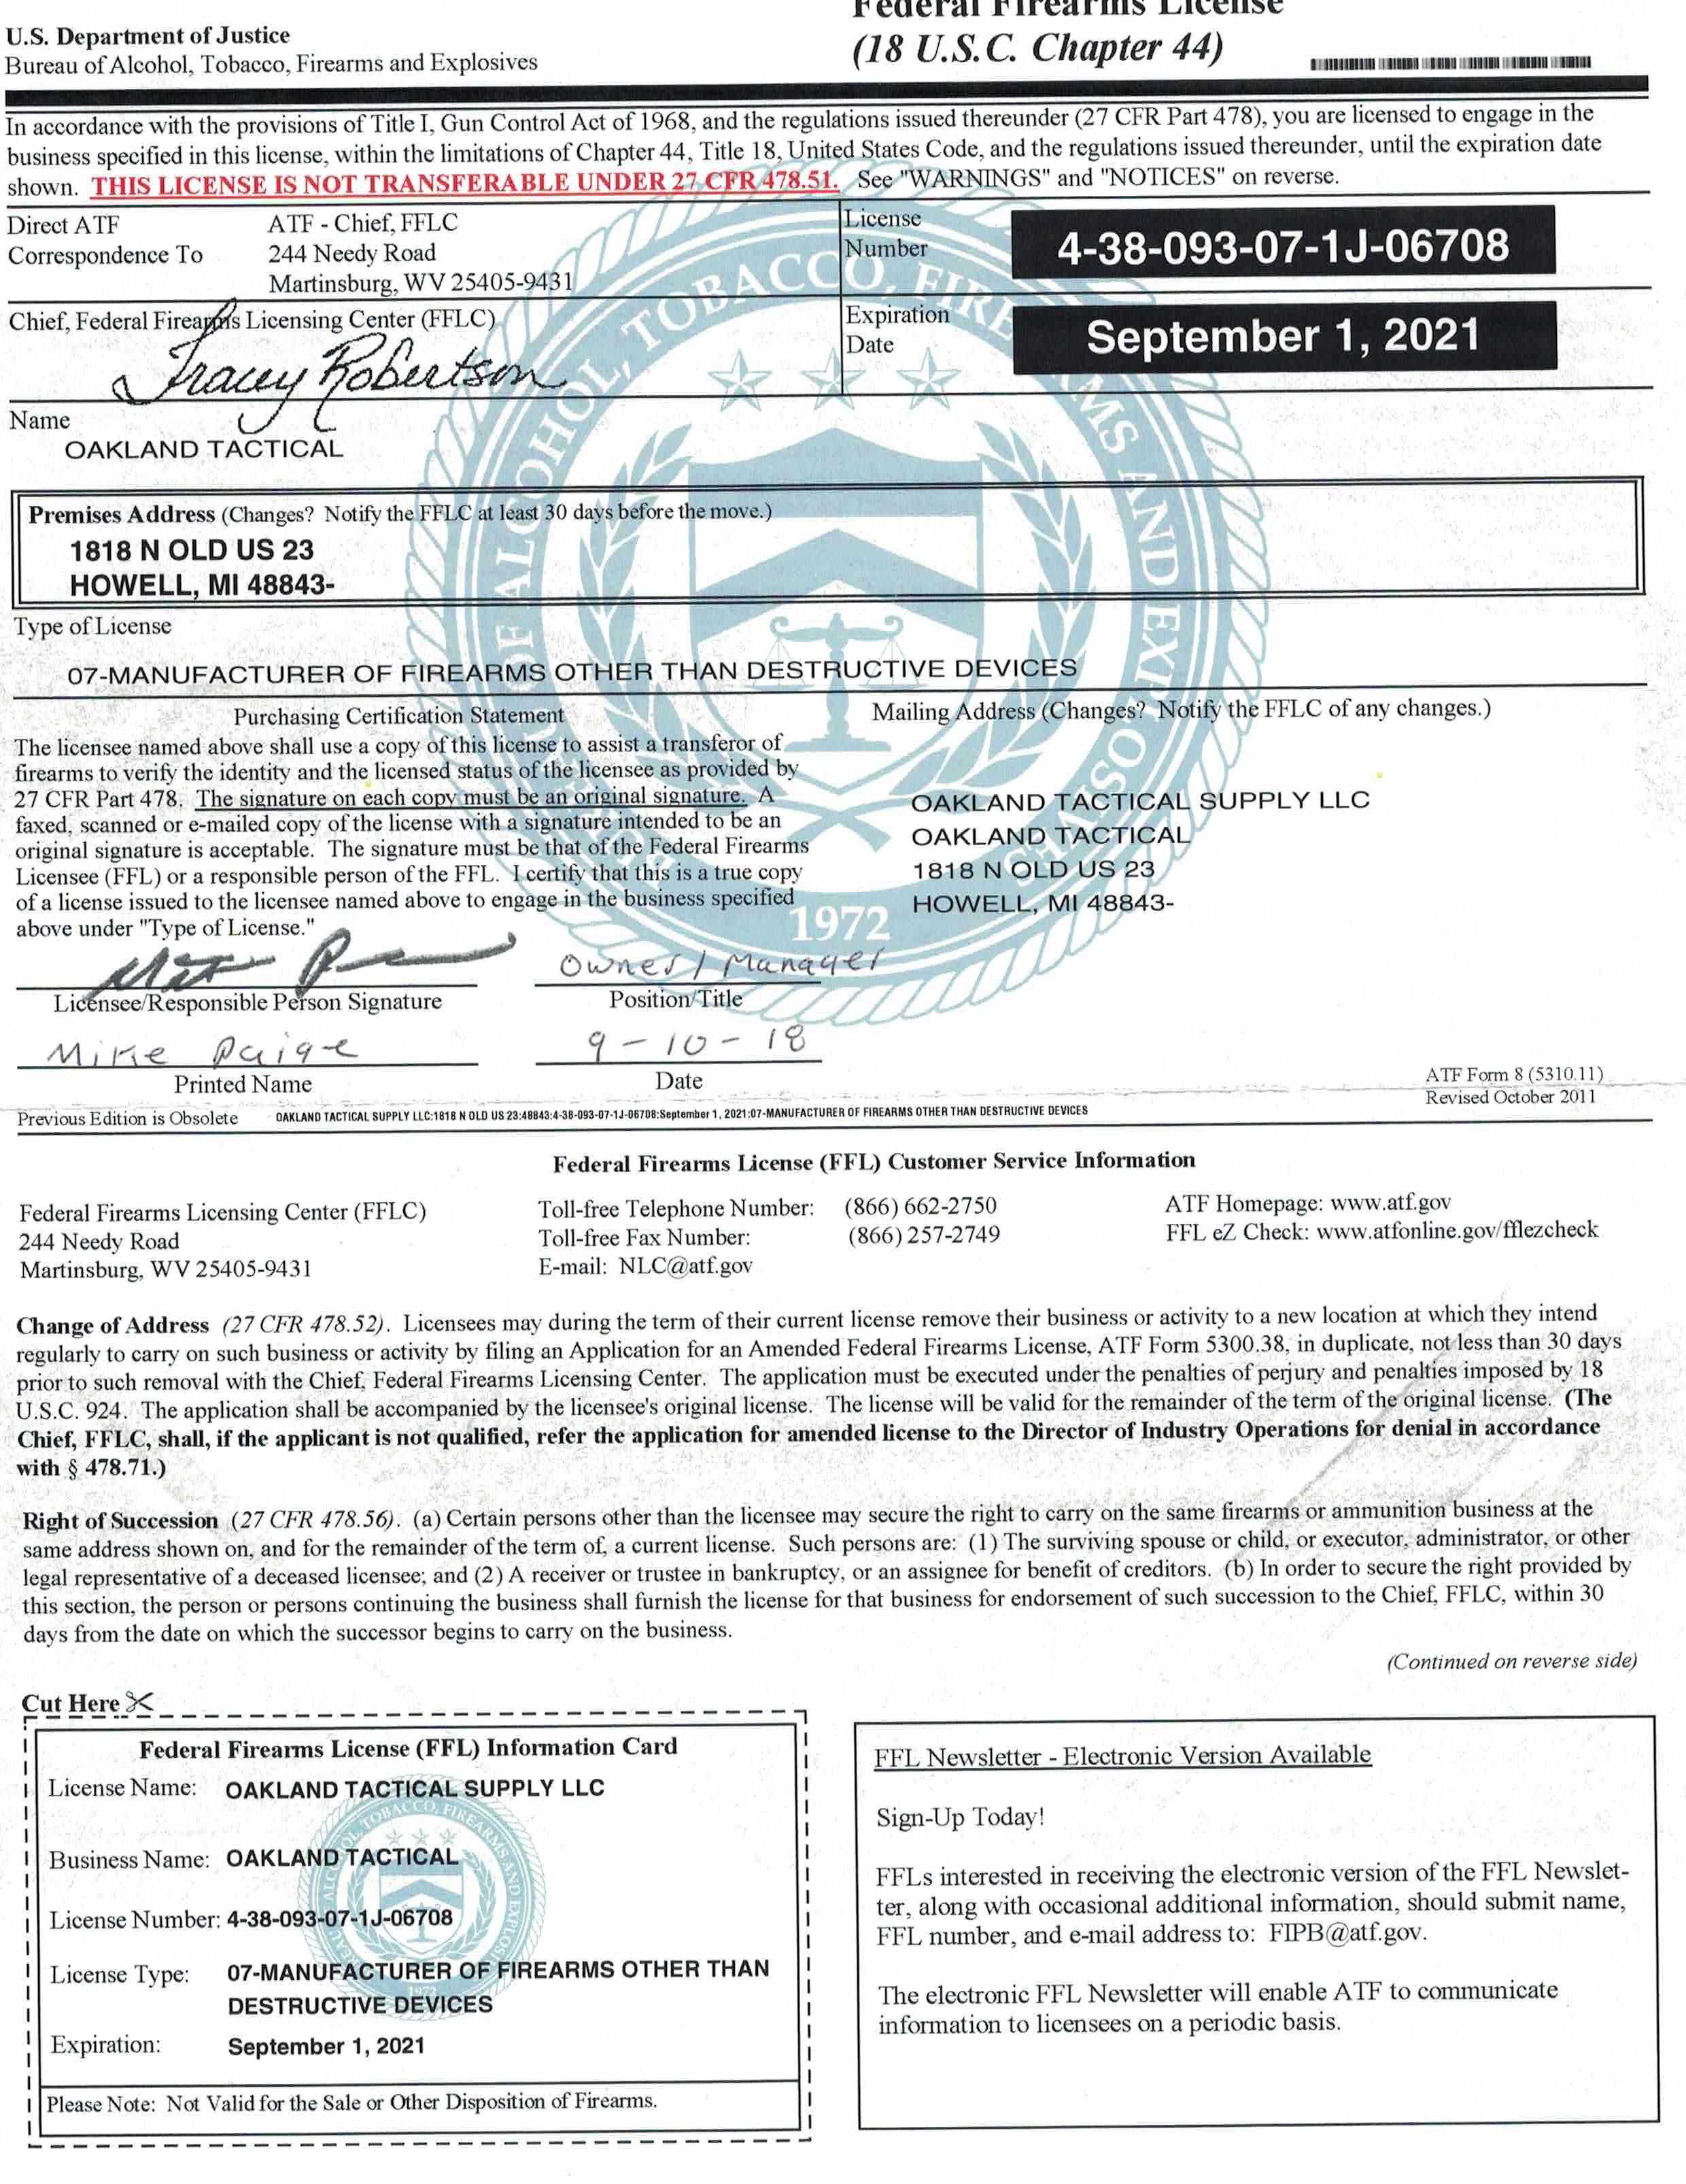 Federal Firearms License
(18 U.S.C. Chapter 44)
U.S. Department of Justice
Bureau of Alcohol, Tobacco, Firearms and Explosives
In accordance with the provisions of Title I, Gun Control Act of 1968, and the regulations issued thereunder (27 CFR Part 478), you are licensed to engage in the
business specified in this license, within the limitations of Chapter 44, Title 18, United States Code, and the regulations issued thereunder, until the expiration date
shown. THIS LICENSE IS NOT TRANSFERABLE UNDER 27 CFR 478.51. See "WARNINGS" and "NOTICES" on reverse.
Direct ATF
Correspondence To
ATF - Chief, FFLC
244 Needy Road
Martinsburg, WV 25405-9431
License
Number
4-38-093-07-1J-06708
Chief, Federal Firearms Licensing Center (FFLC)
Tracey Robertson
Expiration
Date
September 1, 2021
Name
OAKLAND TACTICAL
Premises Address (Changes? Notify the FFLC at least 30 days before the move.)
1818 N OLD US 23
HOWELL, MI 48843-
Type of License
07-MANUFACTURER OF FIREARMS OTHER THAN DESTRUCTIVE DEVICES
Purchasing Certification Statement
The licensee named above shall use a copy of this license to assist a transferor of
firearms to verify the identity and the licensed status of the licensee as provided by
27 CFR Part 478. The signature on each copy must be an original signature. A
faxed, scanned or e-mailed copy of the license with a signature intended to be an
original signature is acceptable. The signature must be that of the Federal Firearms
Licensee (FFL) or a responsible person of the FFL. I certify that this is a true copy
of a license issued to the licensee named above to engage in the business specified
above under "Type of License."
Mailing Address (Changes? Notify the FFLC of any changes.)
OAKLAND TACTICAL SUPPLY LLC
OAKLAND TACTICAL
1818 N OLD US 23
HOWELL, MI 48843-
1972
Owner / Manager
Licensee/Responsible Person Signature
Position/Title
Mike Paige
9-10-18
Printed Name
Date
ATF Form 8 (5310.11)
Revised October 2011
Previous Edition is Obsolete
OAKLAND TACTICAL SUPPLY LLC:1818 N OLD US 23:48843:4-38-093-07-1J-06708:September 1, 2021:07-MANUFACTURER OF FIREARMS OTHER THAN DESTRUCTIVE DEVICES
Federal Firearms License (FFL) Customer Service Information
Federal Firearms Licensing Center (FFLC)
244 Needy Road
Martinsburg, WV 25405-9431
Toll-free Telephone Number: (866) 662-2750
Toll-free Fax Number: (866) 257-2749
E-mail: NLC@atf.gov
ATF Homepage: www.atf.gov
FFL eZ Check: www.atfonline.gov/fflezcheck
Change of Address (27 CFR 478.52). Licensees may during the term of their current license remove their business or activity to a new location at which they intend
regularly to carry on such business or activity by filing an Application for an Amended Federal Firearms License, ATF Form 5300.38, in duplicate, not less than 30 days
prior to such removal with the Chief, Federal Firearms Licensing Center. The application must be executed under the penalties of perjury and penalties imposed by 18
U.S.C. 924. The application shall be accompanied by the licensee's original license. The license will be valid for the remainder of the term of the original license. (The
Chief, FFLC, shall, if the applicant is not qualified, refer the application for amended license to the Director of Industry Operations for denial in accordance
with § 478.71.)
Right of Succession (27 CFR 478.56). (a) Certain persons other than the licensee may secure the right to carry on the same firearms or ammunition business at the
same address shown on, and for the remainder of the term of, a current license. Such persons are: (1) The surviving spouse or child, or executor, administrator, or other
legal representative of a deceased licensee; and (2) A receiver or trustee in bankruptcy, or an assignee for benefit of creditors. (b) In order to secure the right provided by
this section, the person or persons continuing the business shall furnish the license for that business for endorsement of such succession to the Chief, FFLC, within 30
days from the date on which the successor begins to carry on the business.
(Continued on reverse side)
Cut Here
Federal Firearms License (FFL) Information Card
License Name: OAKLAND TACTICAL SUPPLY LLC
Business Name: OAKLAND TACTICAL
License Number: 4-38-093-07-1J-06708
License Type: 07-MANUFACTURER OF FIREARMS OTHER THAN
DESTRUCTIVE DEVICES
Expiration: September 1, 2021
Please Note: Not Valid for the Sale or Other Disposition of Firearms.
FFL Newsletter - Electronic Version Available
Sign-Up Today!
FFLs interested in receiving the electronic version of the FFL Newslet-
ter, along with occasional additional information, should submit name,
FFL number, and e-mail address to: FIPB@atf.gov.
The electronic FFL Newsletter will enable ATF to communicate
information to licensees on a periodic basis.